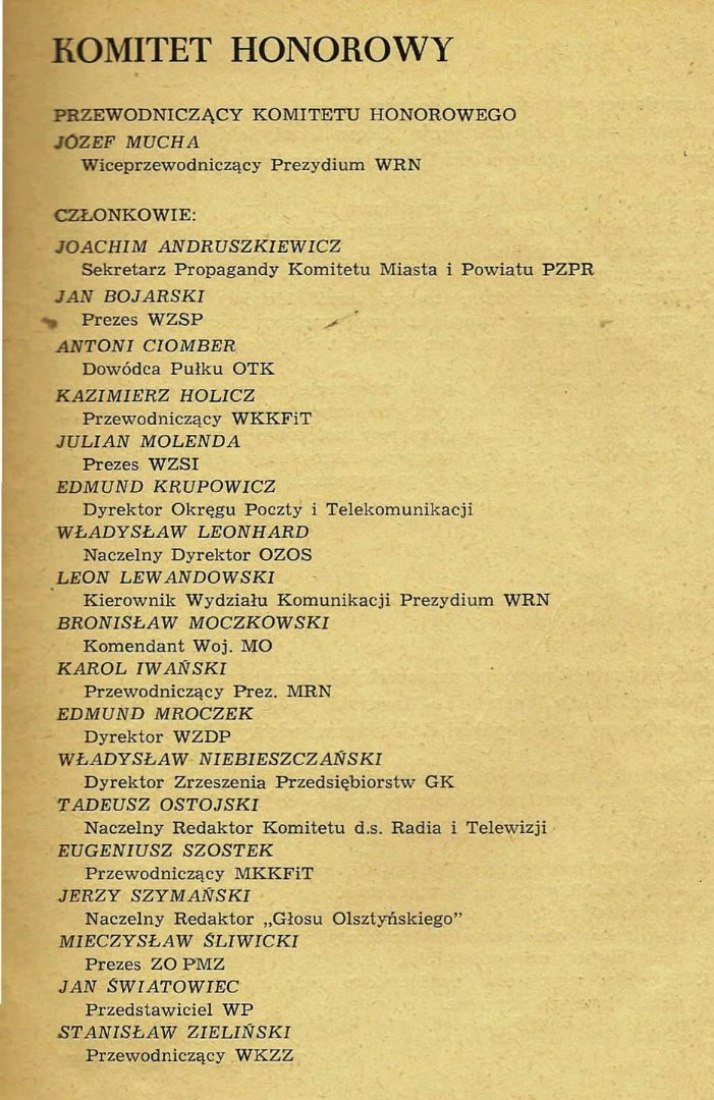 KOMITET HONOROWY
PRZEWODNICZĄCY KOMITETU HONOROWEGO
JÓZEF MUCHA
Wiceprzewodniczący Prezydium WRN
CZŁONKOWIE:
JOACHIM ANDRUSZKIEWICZ
Sekretarz Propagandy Komitetu Miasta i Powiatu PZPR
JAN BOJARSKI
Prezes WZSP
ANTONI CIOMBER
Dowódca Pułku OTK
KAZIMIERZ HOLICZ
Przewodniczący WKKFiT
JULIAN MOLENDA
Prezes WZSI
EDMUND KRUPOWICZ
Dyrektor Okręgu Poczty i Telekomunikacji
WŁADYSŁAW LEONHARD
Naczelny Dyrektor OZOS
LEON LEWANDOWSKI
Kierownik Wydziału Komunikacji Prezydium WRN
BRONISŁAW MOCZKOWSKI
Komendant Woj. MO
KAROL IWAŃSKI
Przewodniczący Prez. MRN
EDMUND MROCZEK
Dyrektor WZDP
WŁADYSŁAW NIEBIESZCZAŃSKI
Dyrektor Zrzeszenia Przedsiębiorstw GK
TADEUSZ OSTOJSKI
Naczelny Redaktor Komitetu d.s. Radia i Telewizji
EUGENIUSZ SZOSTEK
Przewodniczący MKKFiT
JERZY SZYMAŃSKI
Naczelny Redaktor „Głosu Olsztyńskiego”
MIECZYSŁAW ŚLIWICKI
Prezes ZO PMZ
JAN ŚWIATOWIEC
Przedstawiciel WP
STANISŁAW ZIELIŃSKI
Przewodniczący WKZZ